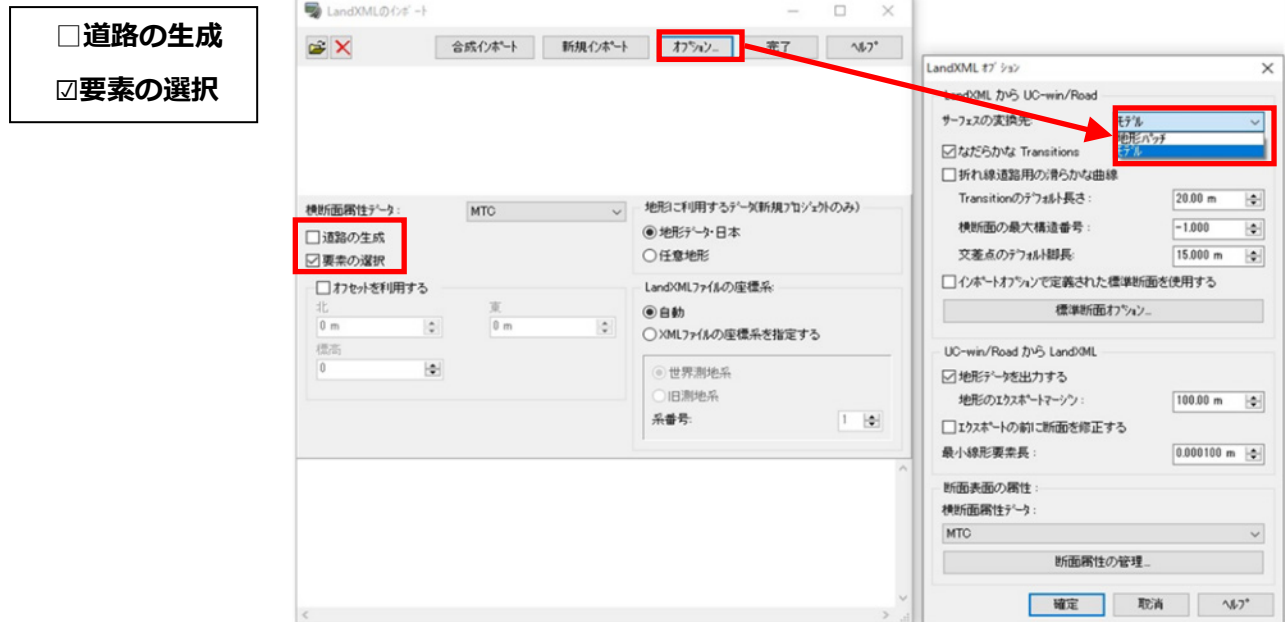 □道路の生成
☑要素の選択
LandXMLのインポート
合成インポート 新規インポート オプション... 完了 ヘルプ
横断面属性データ: MTC
□道路の生成
☑要素の選択
□オフセットを利用する
北 東
0 m 0 m
標高
0
地形に利用するデータ(新規プロジェクトのみ)
地形データ・日本
任意地形
LandXMLファイルの座標系:
自動
XMLファイルの座標系を指定する
世界測地系
旧測地系
系番号: 1
LandXML オプション
LandXML から UC-win/Road
サーフェスの変換先: モデル
地形パッチ
モデル
☑なだらかな Transitions
□折れ線道路用の滑らかな曲線
Transitionのデフォルト長さ: 20.00 m
横断面の最大構造番号: -1.000
交差点のデフォルト脚長: 15.000 m
□インポートオプションで定義された標準断面を使用する
標準断面オプション...
UC-win/Road から LandXML
☑地形データを出力する
地形のエクスポートマージン: 100.00 m
□エクスポートの前に断面を修正する
最小線形要素長: 0.000100 m
断面表面の属性:
横断面属性データ:
MTC
断面属性の管理...
確定 取消 ヘルプ